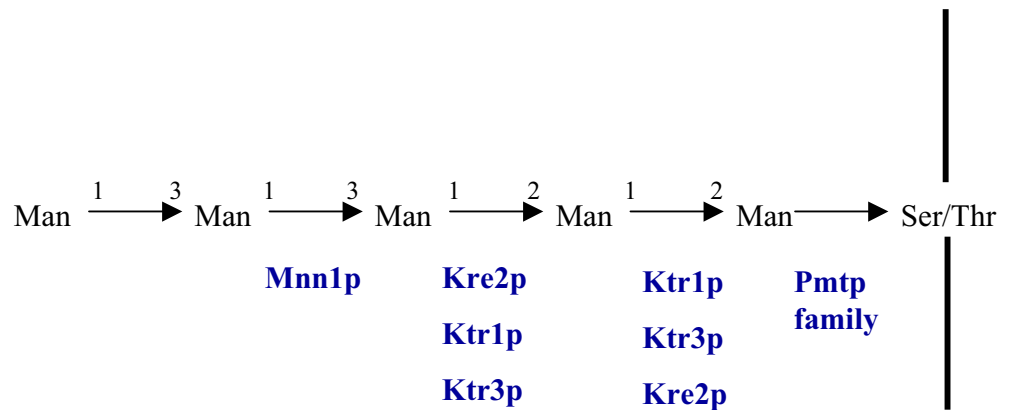 1 3 1 3 1 2 1 2
Man Man Man Man Man Ser/Thr
Mnn1p Kre2p Ktr1p Pmtp
family
Ktr1p Ktr3p
Ktr3p Kre2p